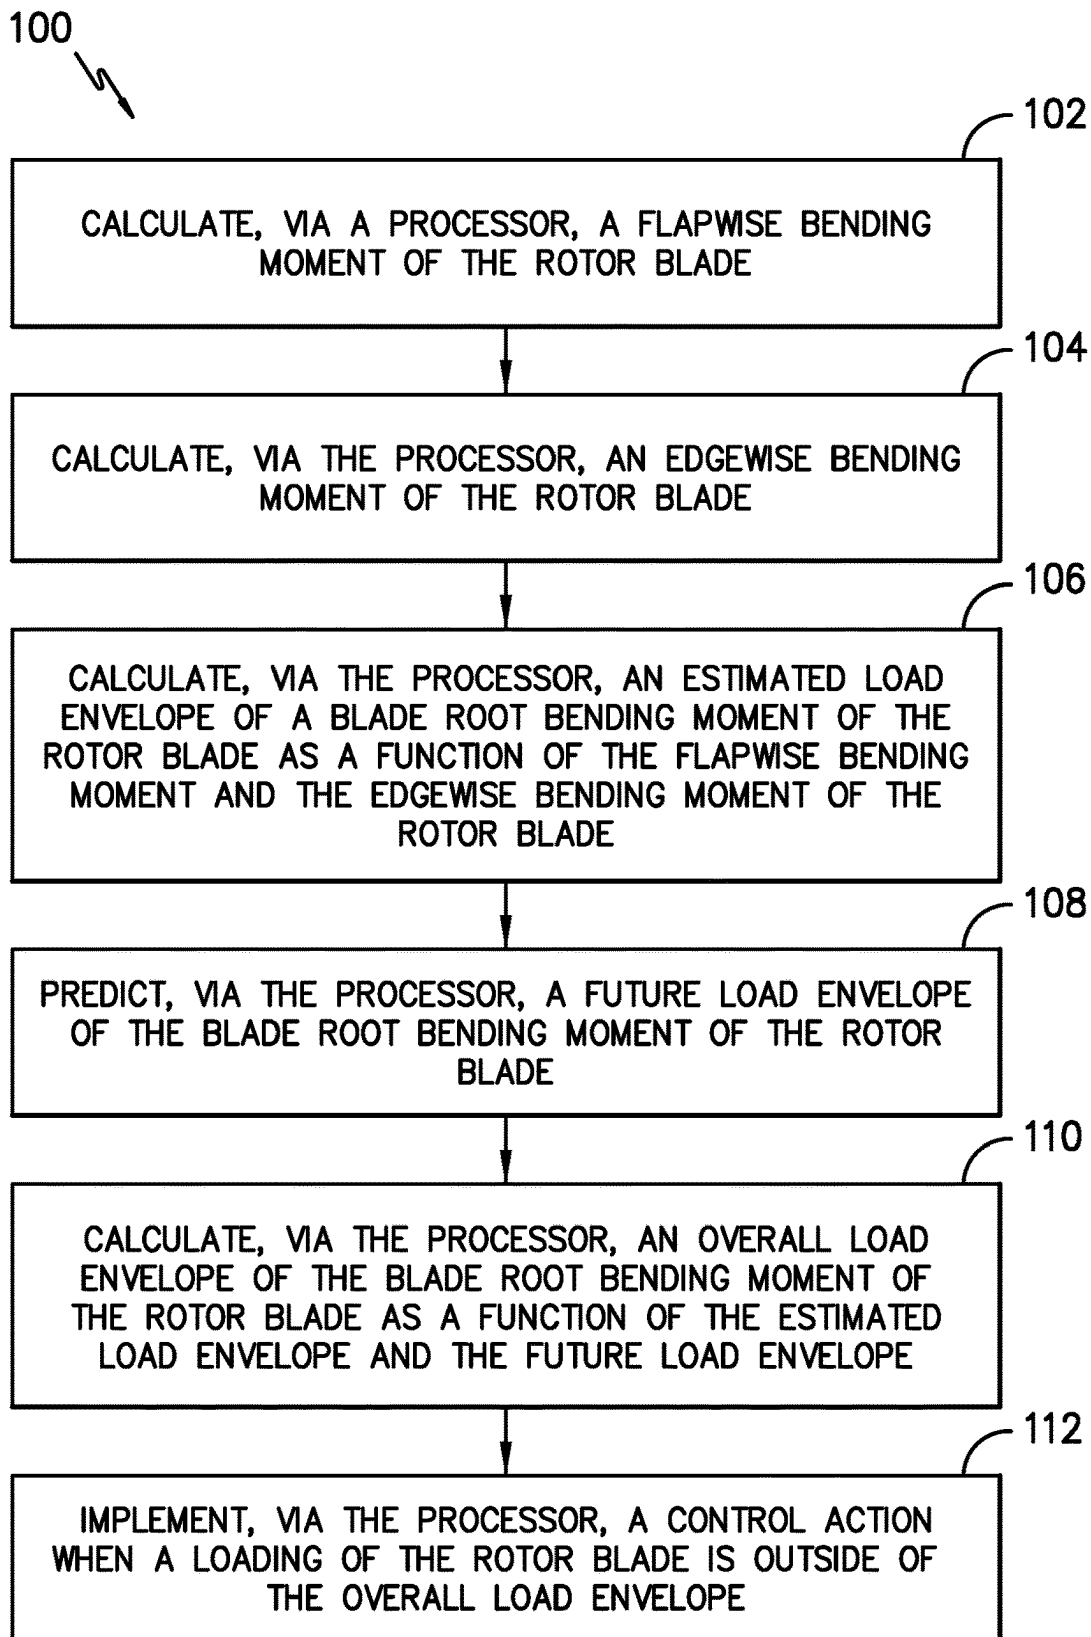 100
102
CALCULATE, VIA A PROCESSOR, A FLAPWISE BENDING
MOMENT OF THE ROTOR BLADE
104
CALCULATE, VIA THE PROCESSOR, AN EDGEWISE BENDING
MOMENT OF THE ROTOR BLADE
106
CALCULATE, VIA THE PROCESSOR, AN ESTIMATED LOAD
ENVELOPE OF A BLADE ROOT BENDING MOMENT OF THE
ROTOR BLADE AS A FUNCTION OF THE FLAPWISE BENDING
MOMENT AND THE EDGEWISE BENDING MOMENT OF THE
ROTOR BLADE
108
PREDICT, VIA THE PROCESSOR, A FUTURE LOAD ENVELOPE
OF THE BLADE ROOT BENDING MOMENT OF THE ROTOR
BLADE
110
CALCULATE, VIA THE PROCESSOR, AN OVERALL LOAD
ENVELOPE OF THE BLADE ROOT BENDING MOMENT OF
THE ROTOR BLADE AS A FUNCTION OF THE ESTIMATED
LOAD ENVELOPE AND THE FUTURE LOAD ENVELOPE
112
IMPLEMENT, VIA THE PROCESSOR, A CONTROL ACTION
WHEN A LOADING OF THE ROTOR BLADE IS OUTSIDE OF
THE OVERALL LOAD ENVELOPE